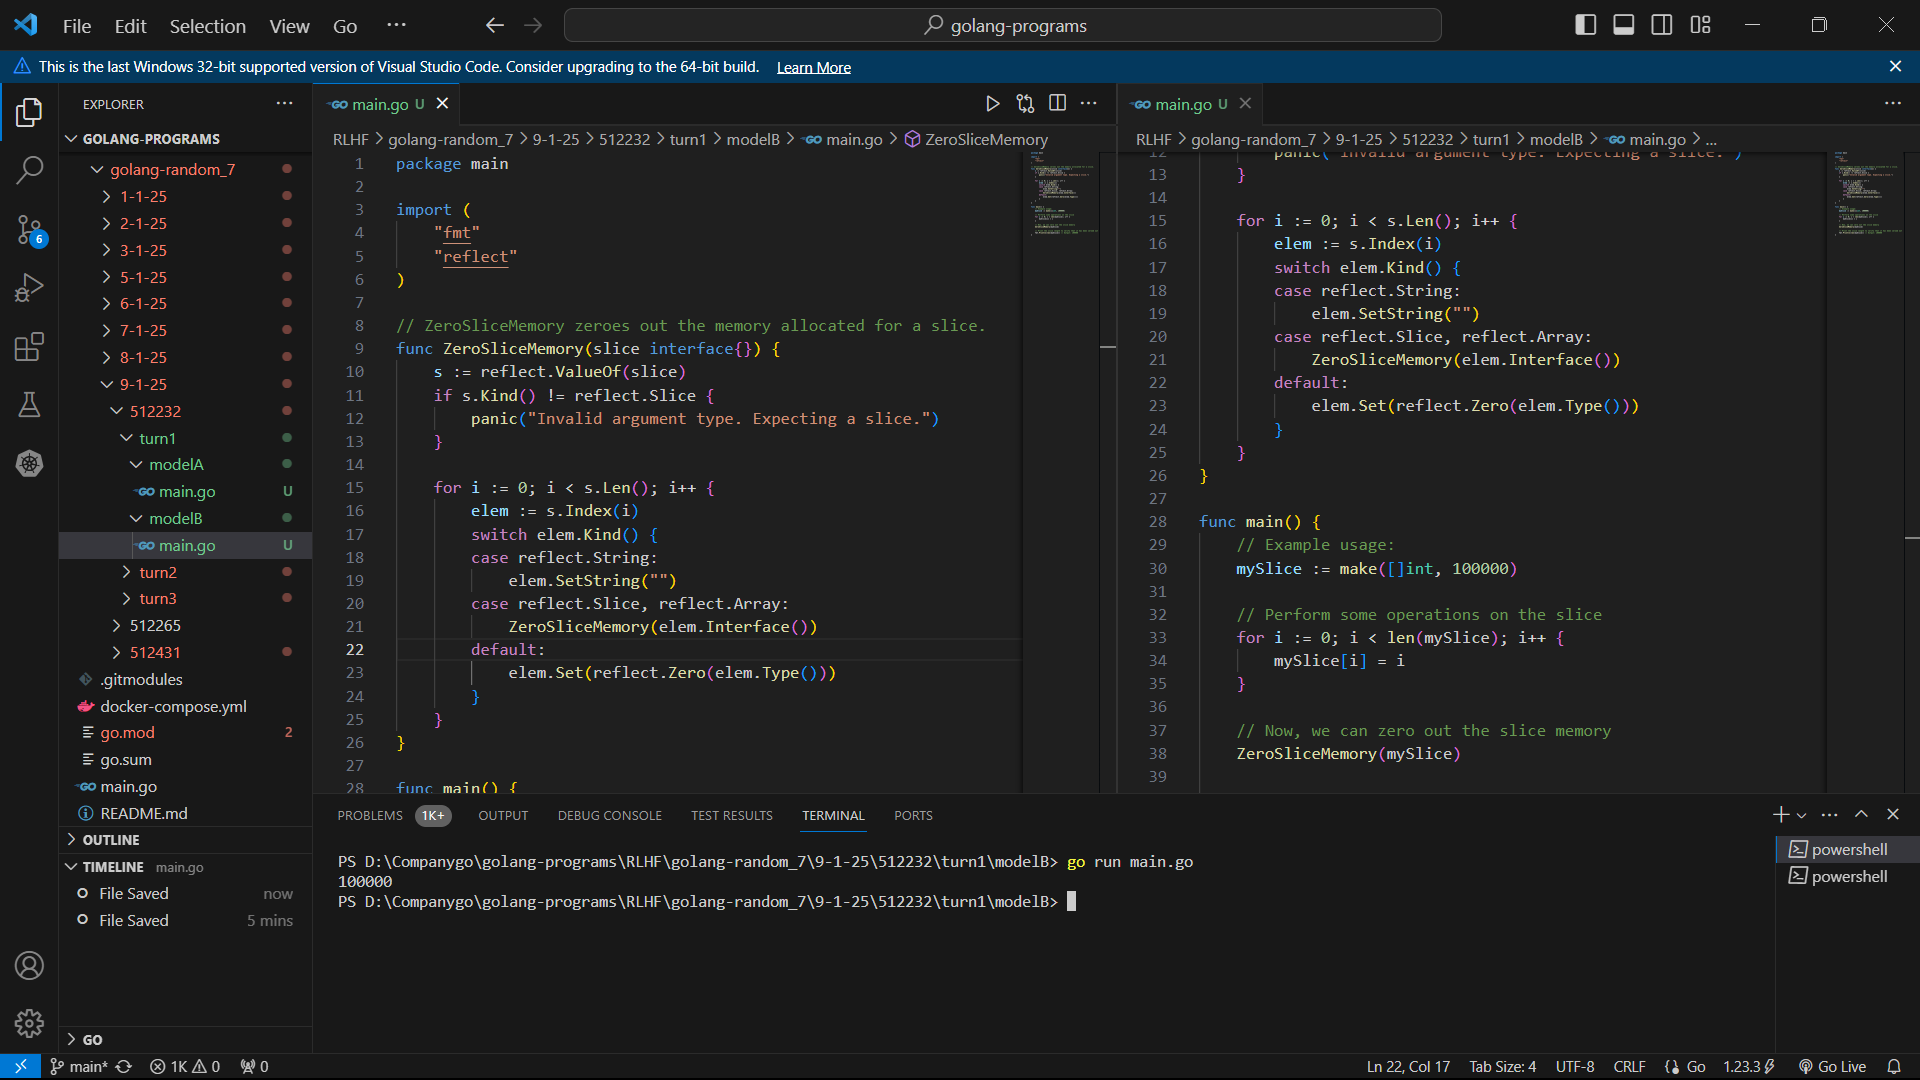 File Edit Selection View Go ···
golang-programs
This is the last Windows 32-bit supported version of Visual Studio Code. Consider upgrading to the 64-bit build. Learn More
EXPLORER
GOLANG-PROGRAMS
golang-random_7
1-1-25
2-1-25
3-1-25
5-1-25
6-1-25
7-1-25
8-1-25
9-1-25
512232
turn1
modelA
GO main.go U
modelB
GO main.go U
turn2
turn3
512265
512431
.gitmodules
docker-compose.yml
go.mod 2
go.sum
GO main.go
README.md
OUTLINE
TIMELINE main.go
File Saved now
File Saved 5 mins
GO
6
GO main.go U
RLHF > golang-random_7 > 9-1-25 > 512232 > turn1 > modelB > GO main.go > ZeroSliceMemory
1 package main
2
3 import (
4     "fmt"
5     "reflect"
6 )
7
8 // ZeroSliceMemory zeroes out the memory allocated for a slice.
9 func ZeroSliceMemory(slice interface{}) {
10     s := reflect.ValueOf(slice)
11     if s.Kind() != reflect.Slice {
12         panic("Invalid argument type. Expecting a slice.")
13     }
14
15     for i := 0; i < s.Len(); i++ {
16         elem := s.Index(i)
17         switch elem.Kind() {
18         case reflect.String:
19             elem.SetString("")
20         case reflect.Slice, reflect.Array:
21             ZeroSliceMemory(elem.Interface())
22         default:
23             elem.Set(reflect.Zero(elem.Type()))
24         }
25     }
26 }
27
28 func main() {
GO main.go U
RLHF > golang-random_7 > 9-1-25 > 512232 > turn1 > modelB > GO main.go > ...
12         panic("Invalid argument type. Expecting a slice.")
13     }
14
15     for i := 0; i < s.Len(); i++ {
16         elem := s.Index(i)
17         switch elem.Kind() {
18         case reflect.String:
19             elem.SetString("")
20         case reflect.Slice, reflect.Array:
21             ZeroSliceMemory(elem.Interface())
22         default:
23             elem.Set(reflect.Zero(elem.Type()))
24         }
25     }
26 }
27
28 func main() {
29     // Example usage:
30     mySlice := make([]int, 100000)
31
32     // Perform some operations on the slice
33     for i := 0; i < len(mySlice); i++ {
34         mySlice[i] = i
35     }
36
37     // Now, we can zero out the slice memory
38     ZeroSliceMemory(mySlice)
39
PROBLEMS 1K+ OUTPUT DEBUG CONSOLE TEST RESULTS TERMINAL PORTS
PS D:\Companygo\golang-programs\RLHF\golang-random_7\9-1-25\512232\turn1\modelB> go run main.go
100000
PS D:\Companygo\golang-programs\RLHF\golang-random_7\9-1-25\512232\turn1\modelB>
powershell
powershell
main* 1K 0 0 Ln 22, Col 17 Tab Size: 4 UTF-8 CRLF Go 1.23.3 Go Live